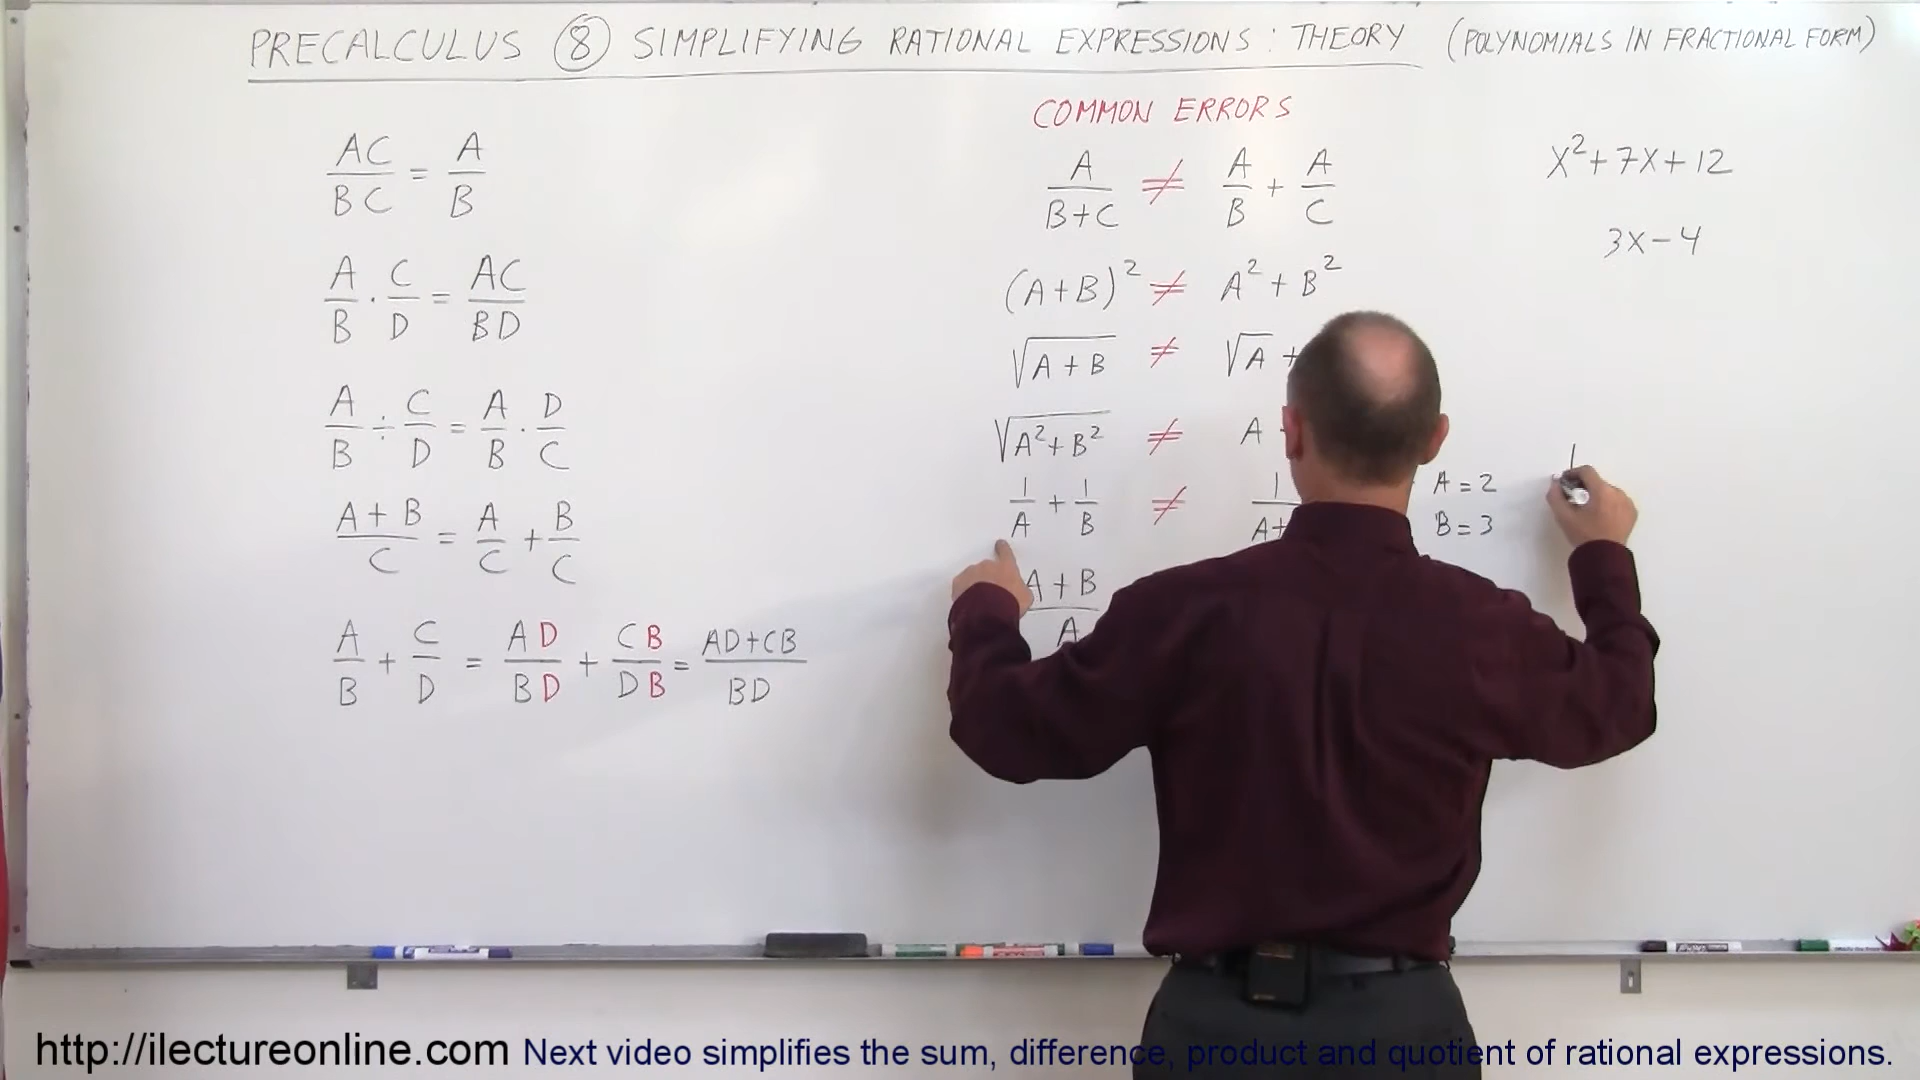 PRECALCULUS ⑧ SIMPLIFYING RATIONAL EXPRESSIONS: THEORY (POLYNOMIALS IN FRACTIONAL FORM)
AC/BC = A/B
A/B · C/D = AC/BD
A/B ÷ C/D = A/B · D/C
A+B/C = A/C + B/C
A/B + C/D = AD/BD + CB/DB = AD+CB/BD
COMMON ERRORS
A/B+C ≠ A/B + A/C
(A+B)² ≠ A² + B²
√A+B ≠ √A +
√A²+B² ≠ A
1/A + 1/B ≠ 1/A+
A+B/A
A=2
B=3
X²+7X+12
3X-4
http://ilectureonline.com Next video simplifies the sum, difference, product and quotient of rational expressions.